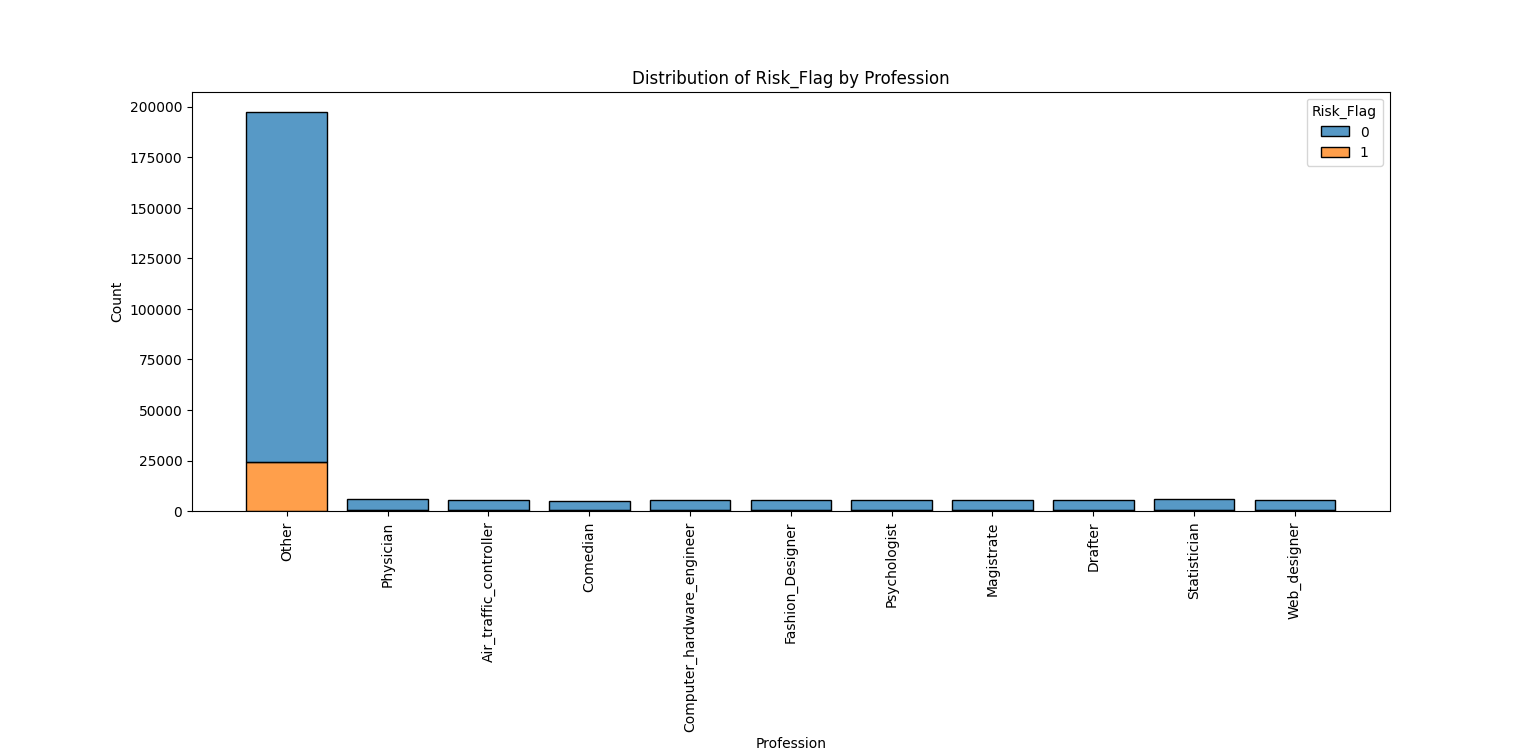 Distribution of Risk_Flag by Profession
Risk_Flag
0
1
200000
175000
150000
125000
100000
75000
50000
25000
0
Count
Other
Physician
Air_traffic_controller
Comedian
Computer_hardware_engineer
Fashion_Designer
Psychologist
Magistrate
Drafter
Statistician
Web_designer
Profession